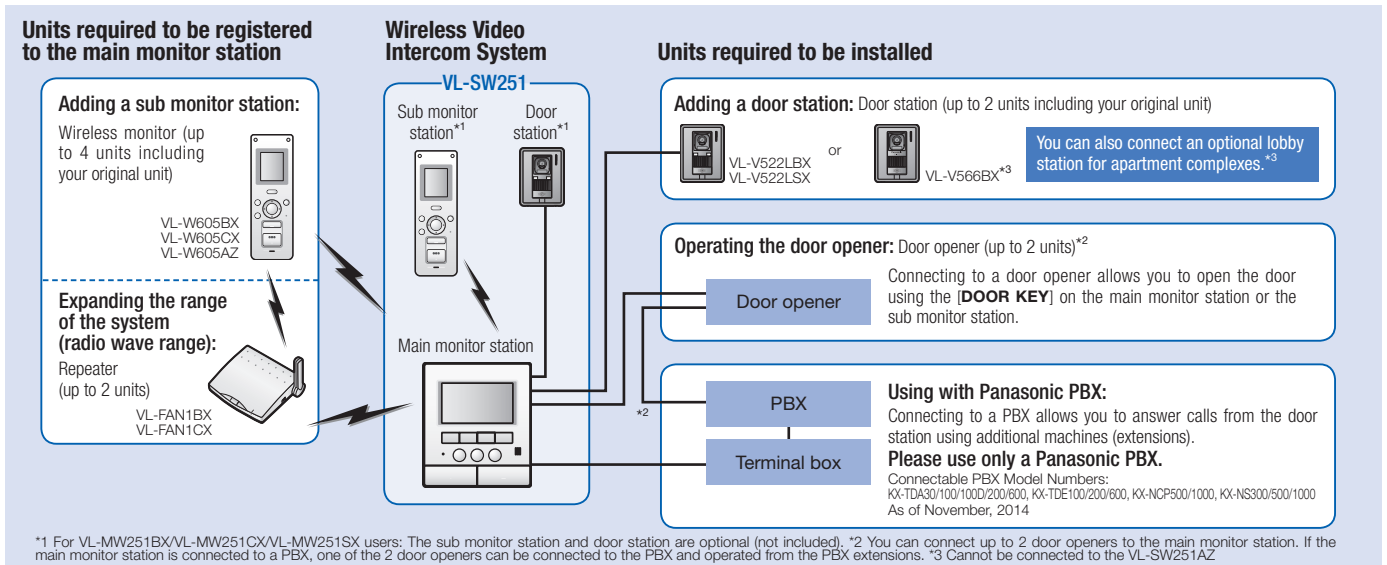 Units required to be registered
to the main monitor station
Adding a sub monitor station:
Wireless monitor (up
to 4 units including
your original unit)
VL-W605BX
VL-W605CX
VL-W605AZ
Expanding the range
of the system
(radio wave range):
Repeater
(up to 2 units)
VL-FAN1BX
VL-FAN1CX
Wireless Video
Intercom System
VL-SW251
Sub monitor
station*1
Door
station*1
Main monitor station
Units required to be installed
Adding a door station: Door station (up to 2 units including your original unit)
VL-V522LBX
VL-V522LSX
or
VL-V566BX*3
You can also connect an optional lobby
station for apartment complexes.*3
Operating the door opener: Door opener (up to 2 units)*2
Door opener
Connecting to a door opener allows you to open the door
using the [DOOR KEY] on the main monitor station or the
sub monitor station.
*2
PBX
Terminal box
Using with Panasonic PBX:
Connecting to a PBX allows you to answer calls from the door
station using additional machines (extensions).
Please use only a Panasonic PBX.
Connectable PBX Model Numbers:
KX-TDA30/100/100D/200/600, KX-TDE100/200/600, KX-NCP500/1000, KX-NS300/500/1000
As of November, 2014
*1 For VL-MW251BX/VL-MW251CX/VL-MW251SX users: The sub monitor station and door station are optional (not included). *2 You can connect up to 2 door openers to the main monitor station. If the
main monitor station is connected to a PBX, one of the 2 door openers can be connected to the PBX and operated from the PBX extensions. *3 Cannot be connected to the VL-SW251AZ